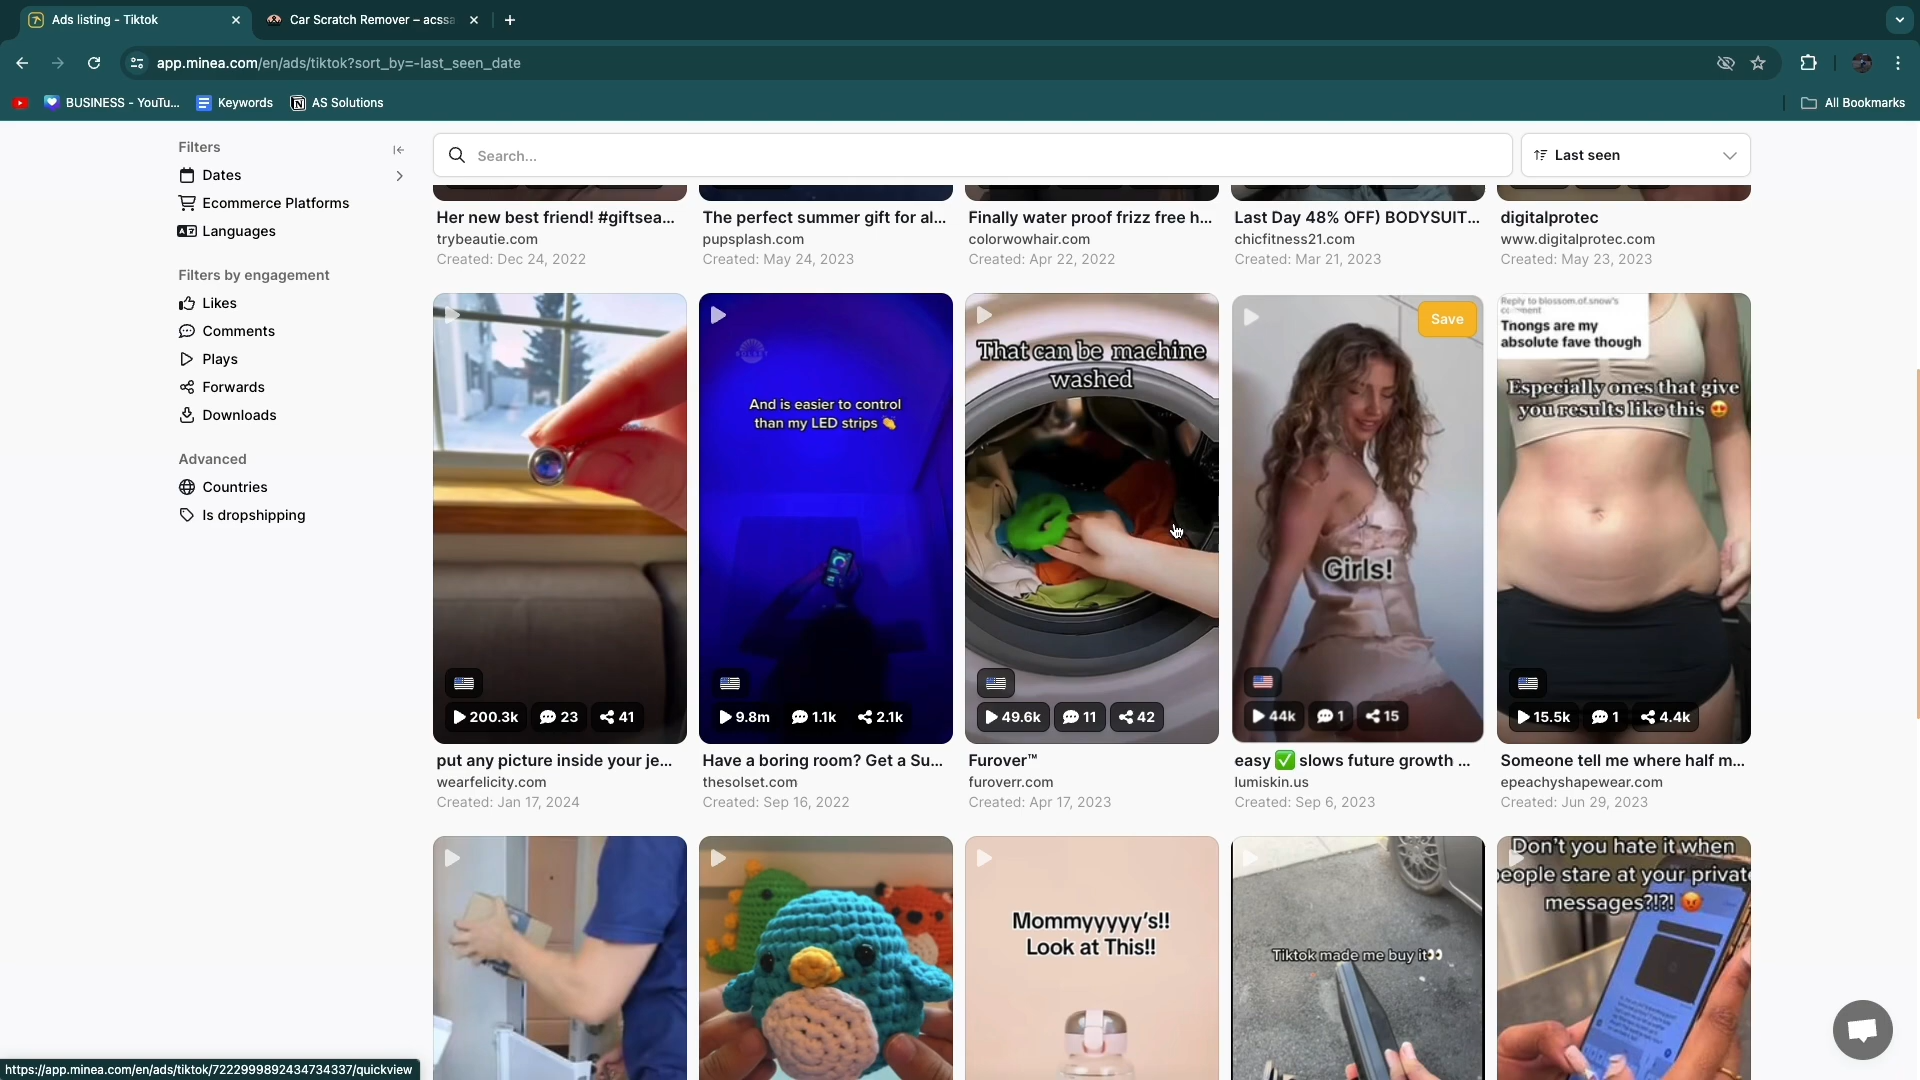 Ads listing - Tiktok
Car Scratch Remover – acssa
app.minea.com/en/ads/tiktok?sort_by=-last_seen_date
BUSINESS - YouTu...
Keywords
AS Solutions
All Bookmarks
Filters
Dates
Ecommerce Platforms
Languages
Filters by engagement
Likes
Comments
Plays
Forwards
Downloads
Advanced
Countries
Is dropshipping
Search...
Last seen
Her new best friend! #giftsea...
trybeautie.com
Created: Dec 24, 2022
The perfect summer gift for al...
pupsplash.com
Created: May 24, 2023
Finally water proof frizz free h...
colorwowhair.com
Created: Apr 22, 2022
Last Day 48% OFF) BODYSUIT...
chicfitness21.com
Created: Mar 21, 2023
digitalprotec
www.digitalprotec.com
Created: May 23, 2023
200.3k 23 41
put any picture inside your je...
wearfelicity.com
Created: Jan 17, 2024
And is easier to control
than my LED strips 👏
9.8m 1.1k 2.1k
Have a boring room? Get a Su...
thesolset.com
Created: Sep 16, 2022
That can be machine
washed
49.6k 11 42
Furover™
furoverr.com
Created: Apr 17, 2023
Save
Girls!
44k 1 15
easy ✅ slows future growth ...
lumiskin.us
Created: Sep 6, 2023
Reply to blossom.of.snow's
comment
Thongs are my
absolute fave though
Especially ones that give
you results like this 😍
15.5k 1 4.4k
Someone tell me where half m...
epeachyshapewear.com
Created: Jun 29, 2023
Mommyyyyy's!!
Look at This!!
Tiktok made me buy it👀
Don't you hate it when
people stare at your private
messages?!?! 😡
https://app.minea.com/en/ads/tiktok/7222999892434734337/quickview